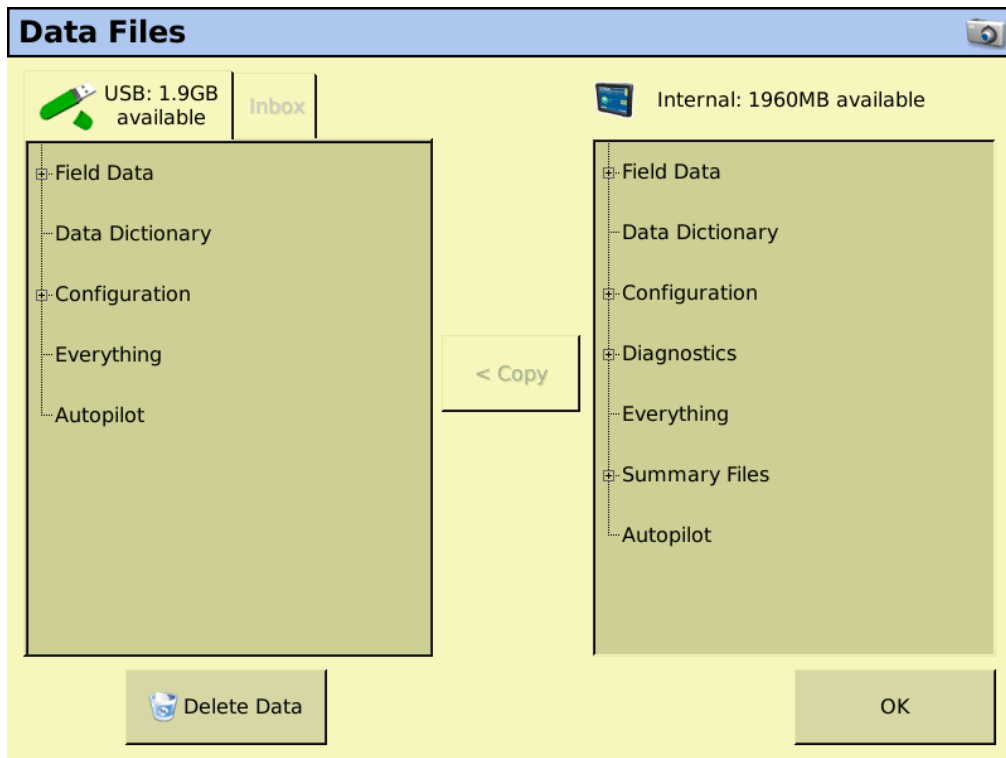 Data Files
USB: 1.9GB
available
Inbox
Internal: 1960MB available
Field Data
Data Dictionary
Configuration
Everything
Autopilot
< Copy
Field Data
Data Dictionary
Configuration
Diagnostics
Everything
Summary Files
Autopilot
Delete Data
OK